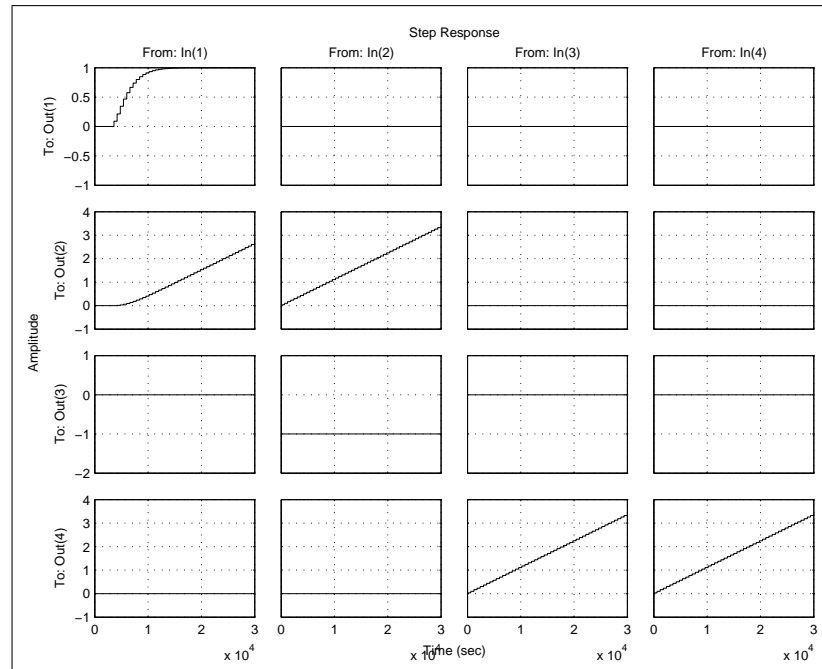 Step Response
From: In(1) From: In(2) From: In(3) From: In(4)
To: Out(1)
1
0.5
0
−0.5
−1
To: Out(2)
4
3
2
1
0
−1
Amplitude
To: Out(3)
1
0
−1
−2
To: Out(4)
4
3
2
1
0
−1
0 1 2 3 0 1 2 3 0 1 2 3 0 1 2 3
x 10^4 x 10^4 x 10^4 x 10^4
Time (sec)